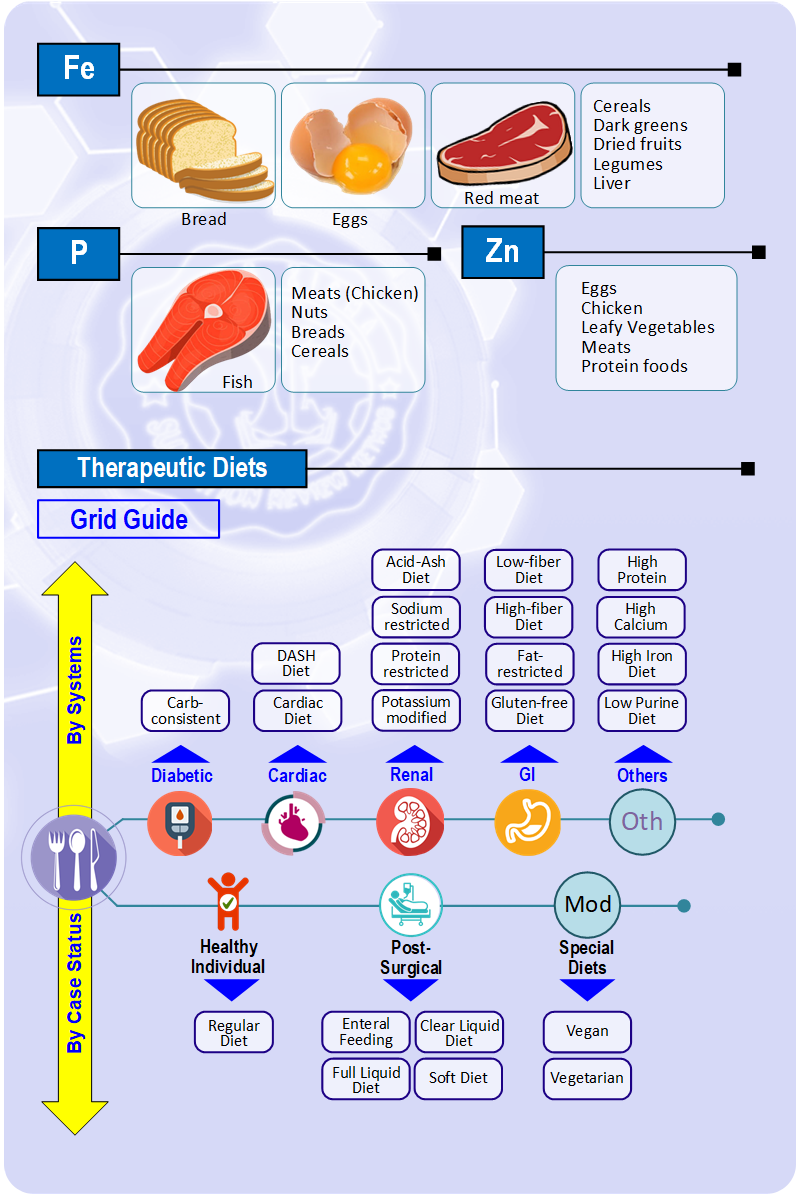 Fe
Bread
Eggs
Red meat
Cereals
Dark greens
Dried fruits
Legumes
Liver
P
Fish
Meats (Chicken)
Nuts
Breads
Cereals
Zn
Eggs
Chicken
Leafy Vegetables
Meats
Protein foods
Therapeutic Diets
Grid Guide
By Systems
Carb-
consistent
Diabetic
DASH
Diet
Cardiac
Diet
Cardiac
Acid-Ash
Diet
Sodium
restricted
Protein
restricted
Potassium
modified
Renal
Low-fiber
Diet
High-fiber
Diet
Fat-
restricted
Gluten-free
Diet
GI
High
Protein
High
Calcium
High Iron
Diet
Low Purine
Diet
Others
Oth
By Case Status
Healthy
Individual
Regular
Diet
Post-
Surgical
Enteral
Feeding
Clear Liquid
Diet
Full Liquid
Diet
Soft Diet
Mod
Special
Diets
Vegan
Vegetarian